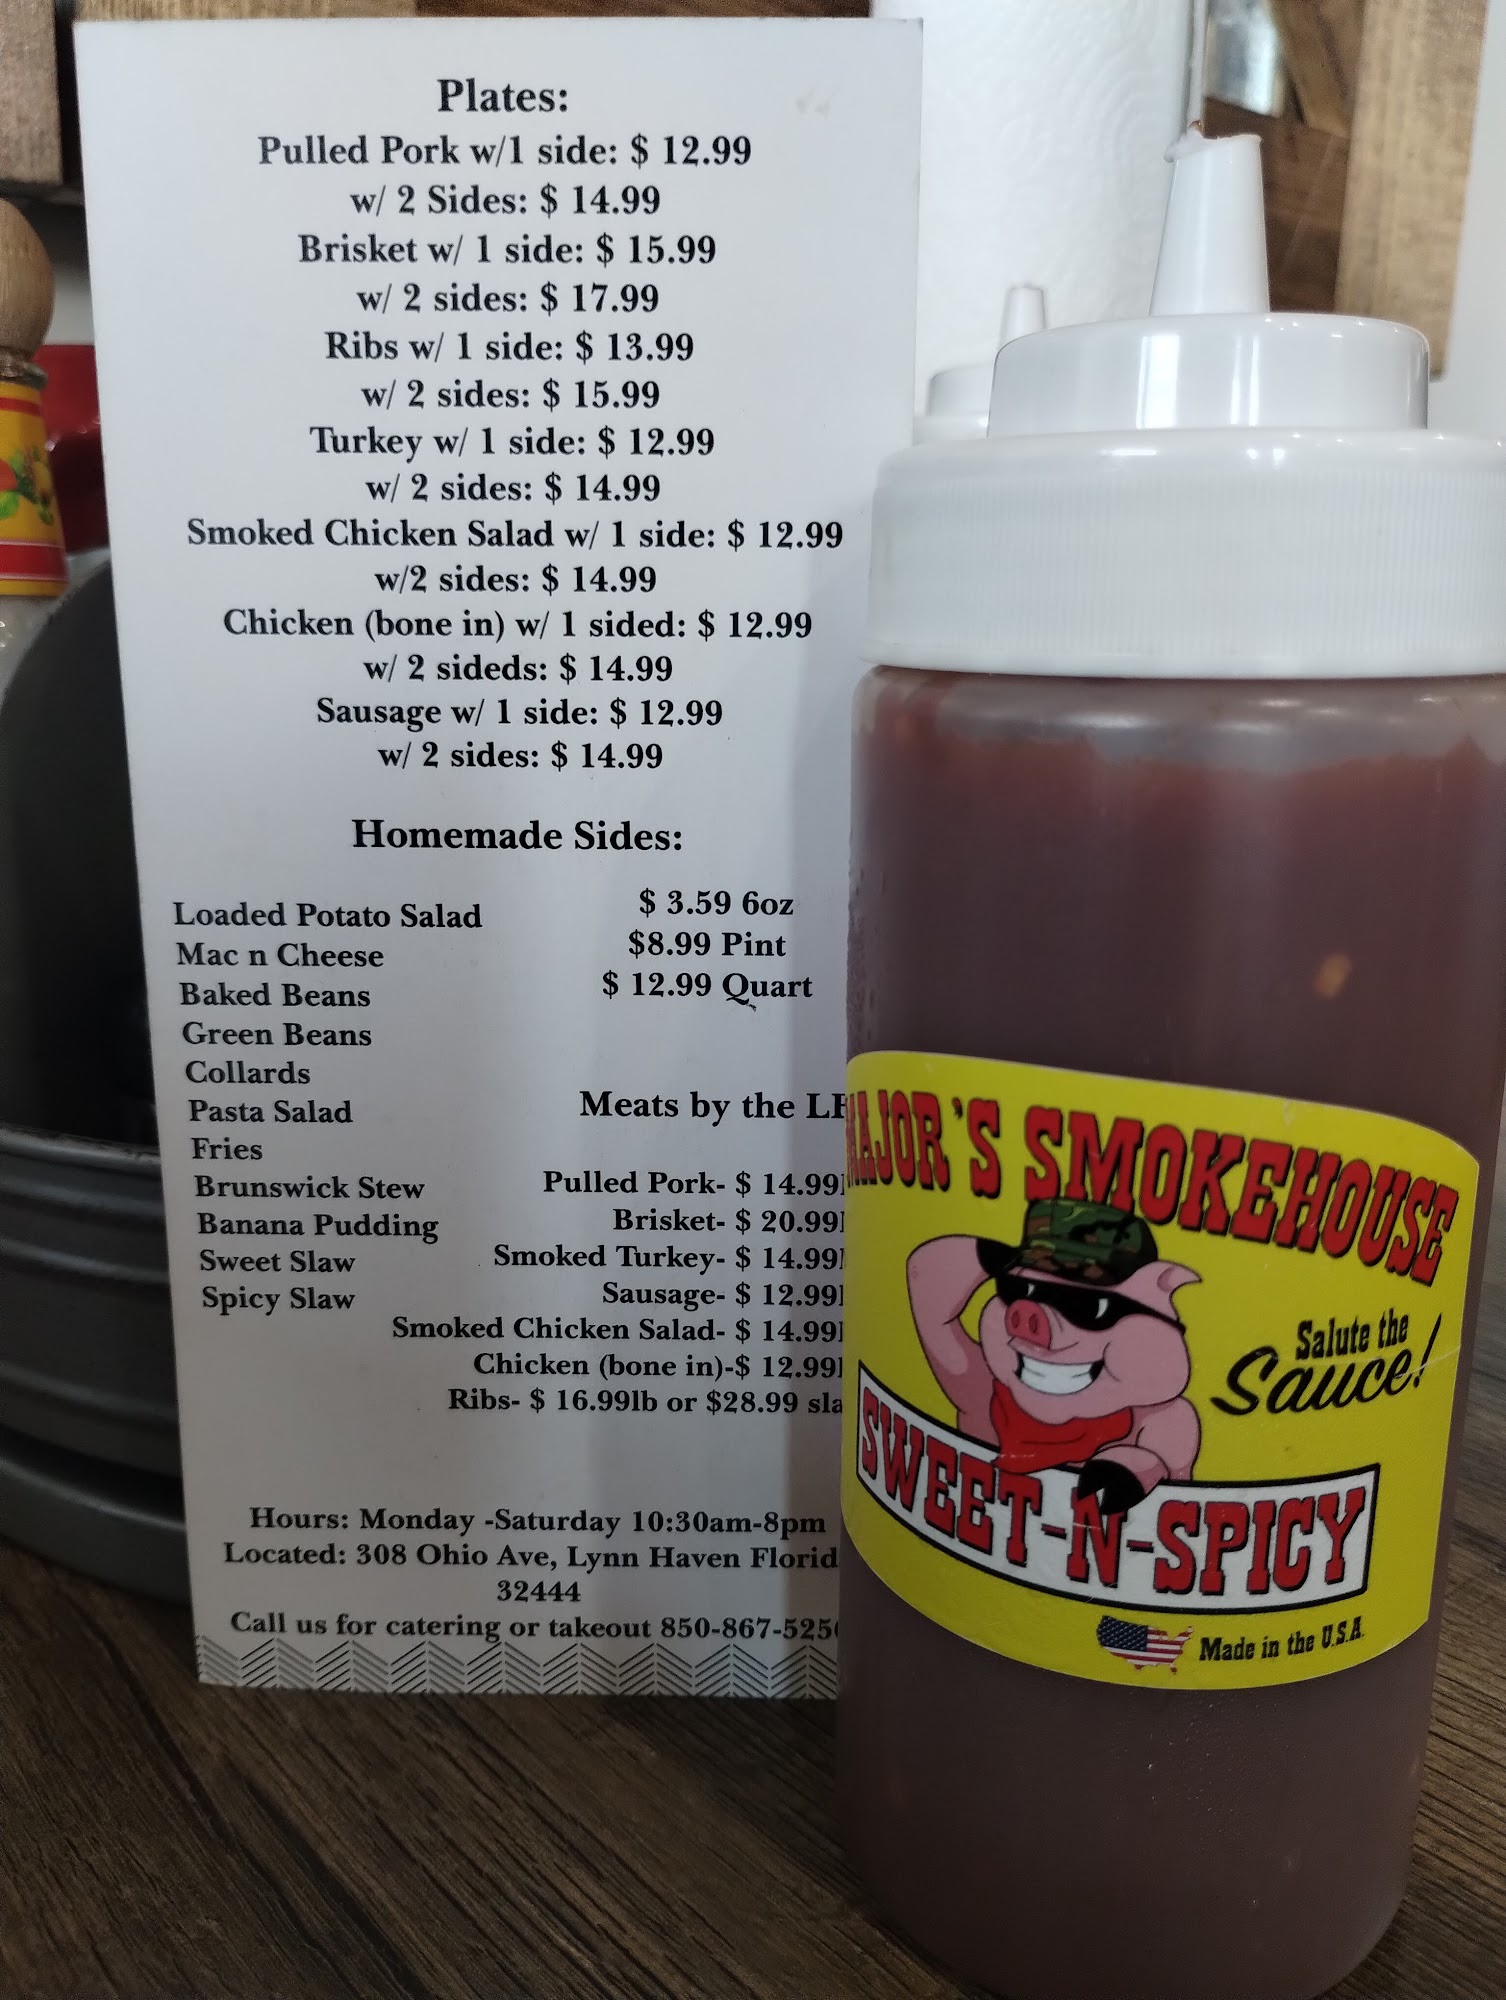 Plates:
Pulled Pork w/1 side: $ 12.99
w/ 2 Sides: $ 14.99
Brisket w/ 1 side: $ 15.99
w/ 2 sides: $ 17.99
Ribs w/ 1 side: $ 13.99
w/ 2 sides: $ 15.99
Turkey w/ 1 side: $ 12.99
w/ 2 sides: $ 14.99
Smoked Chicken Salad w/ 1 side: $ 12.99
w/2 sides: $ 14.99
Chicken (bone in) w/ 1 sided: $ 12.99
w/ 2 sideds: $ 14.99
Sausage w/ 1 side: $ 12.99
w/ 2 sides: $ 14.99
Homemade Sides:
Loaded Potato Salad
Mac n Cheese
Baked Beans
Green Beans
Collards
Pasta Salad
Fries
Brunswick Stew
Banana Pudding
Sweet Slaw
Spicy Slaw
$ 3.59 6oz
$8.99 Pint
$ 12.99 Quart
Meats by the
Pulled Pork- $ 14.99
Brisket- $ 20.99
Smoked Turkey- $ 14.99
Sausage- $ 12.99
Smoked Chicken Salad- $ 14.99
Chicken (bone in)-$ 12.99
Ribs- $ 16.99lb or $28.99
Hours: Monday -Saturday 10:30am-8pm
Located: 308 Ohio Ave, Lynn Haven
32444
Call us for catering or takeout
MAJOR'S SMOKEHOUSE
Salute the
Sauce!
SWEET-N-SPICY
Made in the U.S.A.